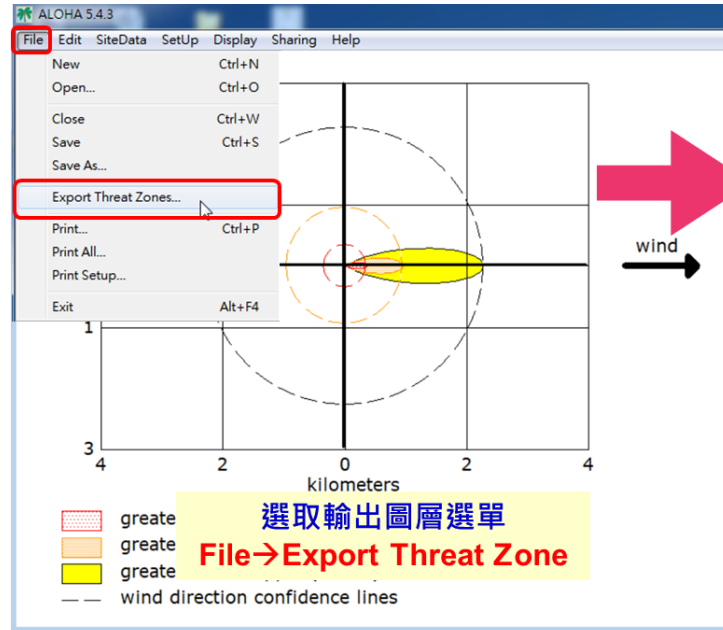 ALOHA 5.4.3
File Edit SiteData SetUp Display Sharing Help
New Ctrl+N
Open... Ctrl+O
Close Ctrl+W
Save Ctrl+S
Save As...
Export Threat Zones...
Print... Ctrl+P
Print All...
Print Setup...
Exit Alt+F4
wind
1
3
4 2 0 2 4
kilometers
greate
greate
greate
wind direction confidence lines
選取輸出圖層選單
File→Export Threat Zone